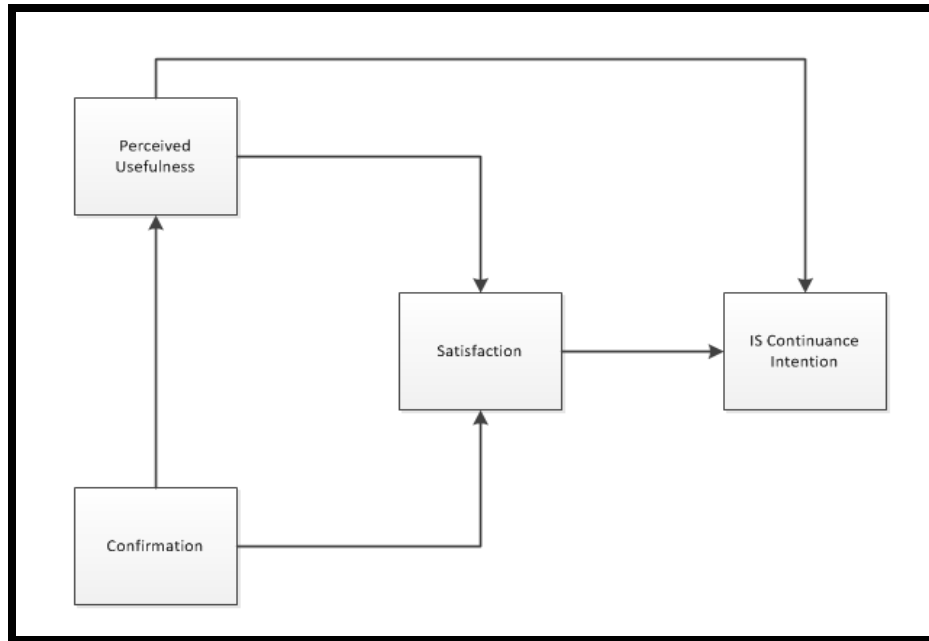 Perceived
Usefulness
Satisfaction
IS Continuance
Intention
Confirmation